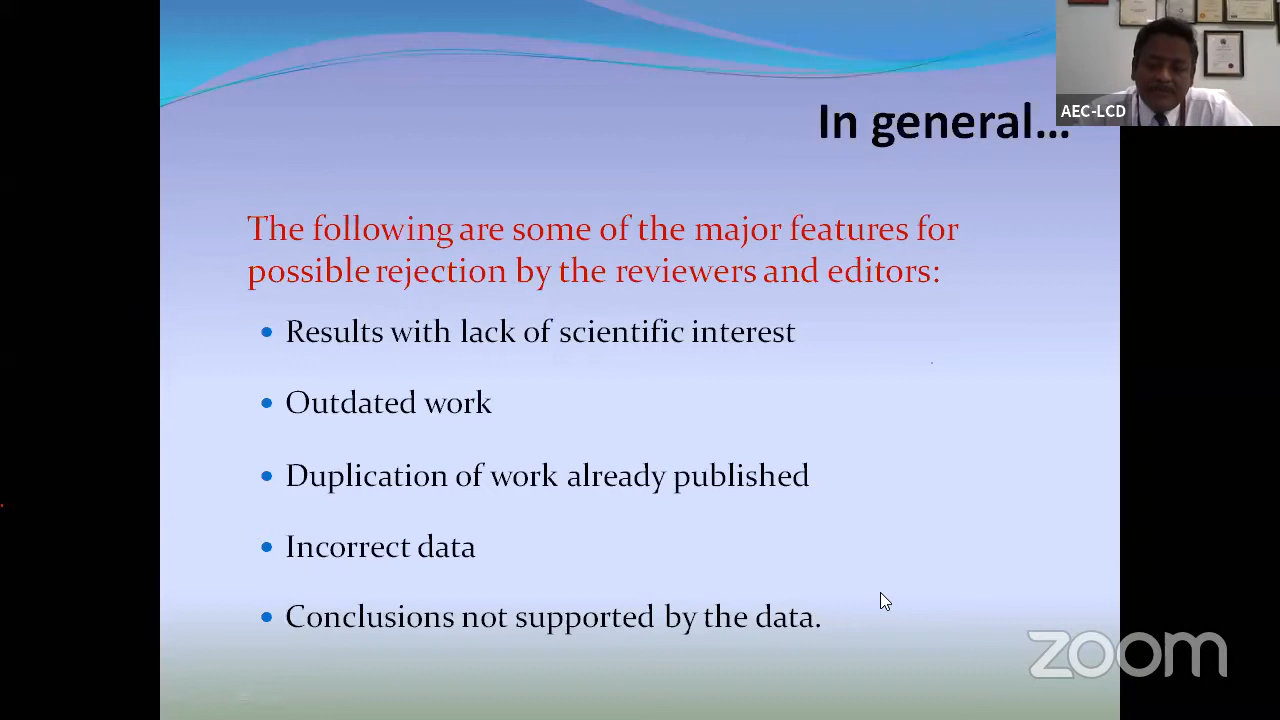 AEC-LCD
In general...
The following are some of the major features for
possible rejection by the reviewers and editors:
• Results with lack of scientific interest
• Outdated work
• Duplication of work already published
• Incorrect data
• Conclusions not supported by the data.
zoom